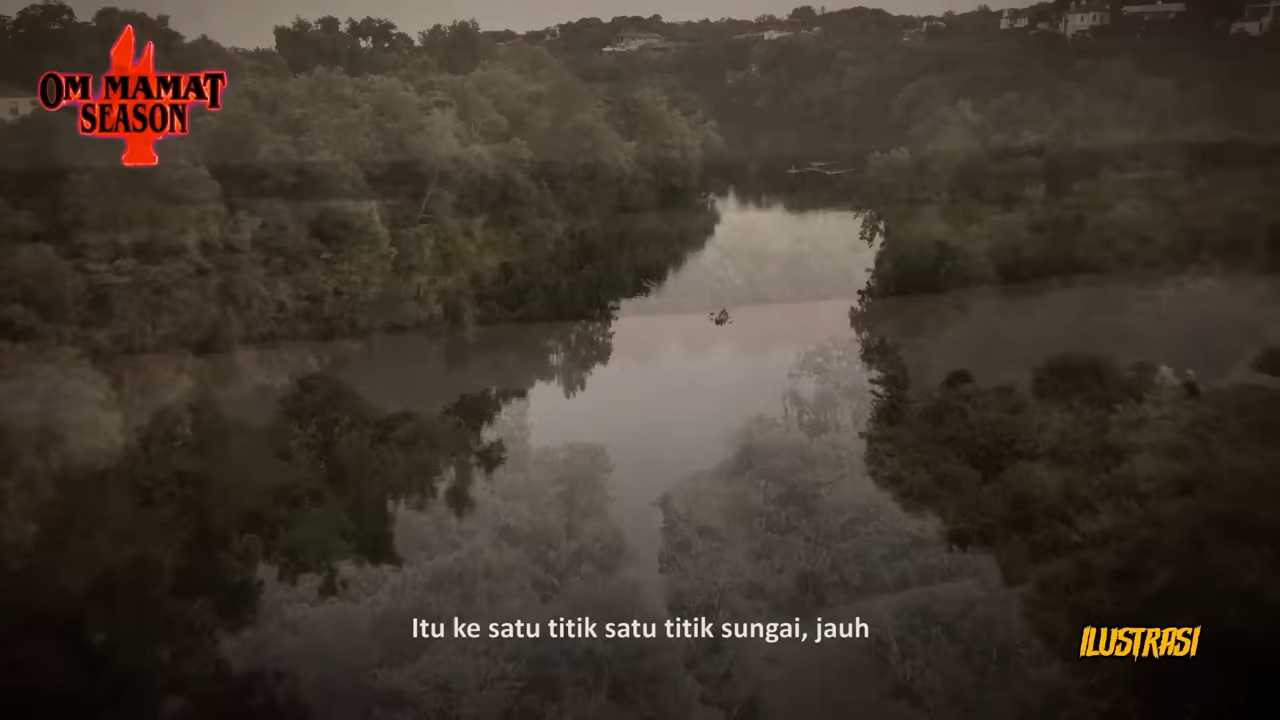 OM MAMAT
SEASON
Itu ke satu titik satu titik sungai, jauh
ILUSTRASI